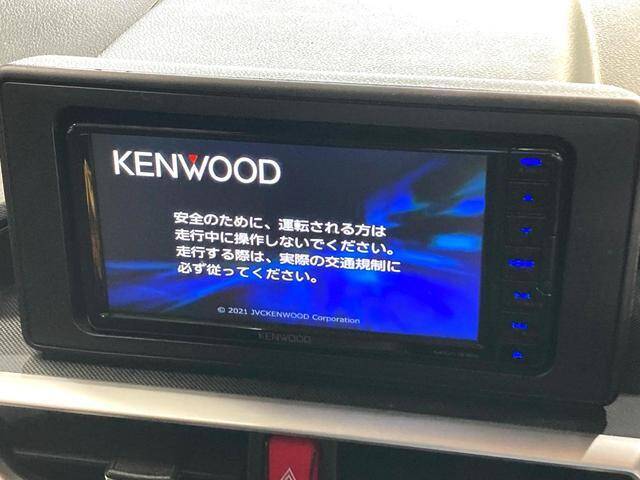 KENWOOD
安全のために、運転される方は
走行中に操作しないでください。
走行する際は、実際の交通規制に
必ず従ってください。
© 2021 JVCKENWOOD Corporation
KENWOOD